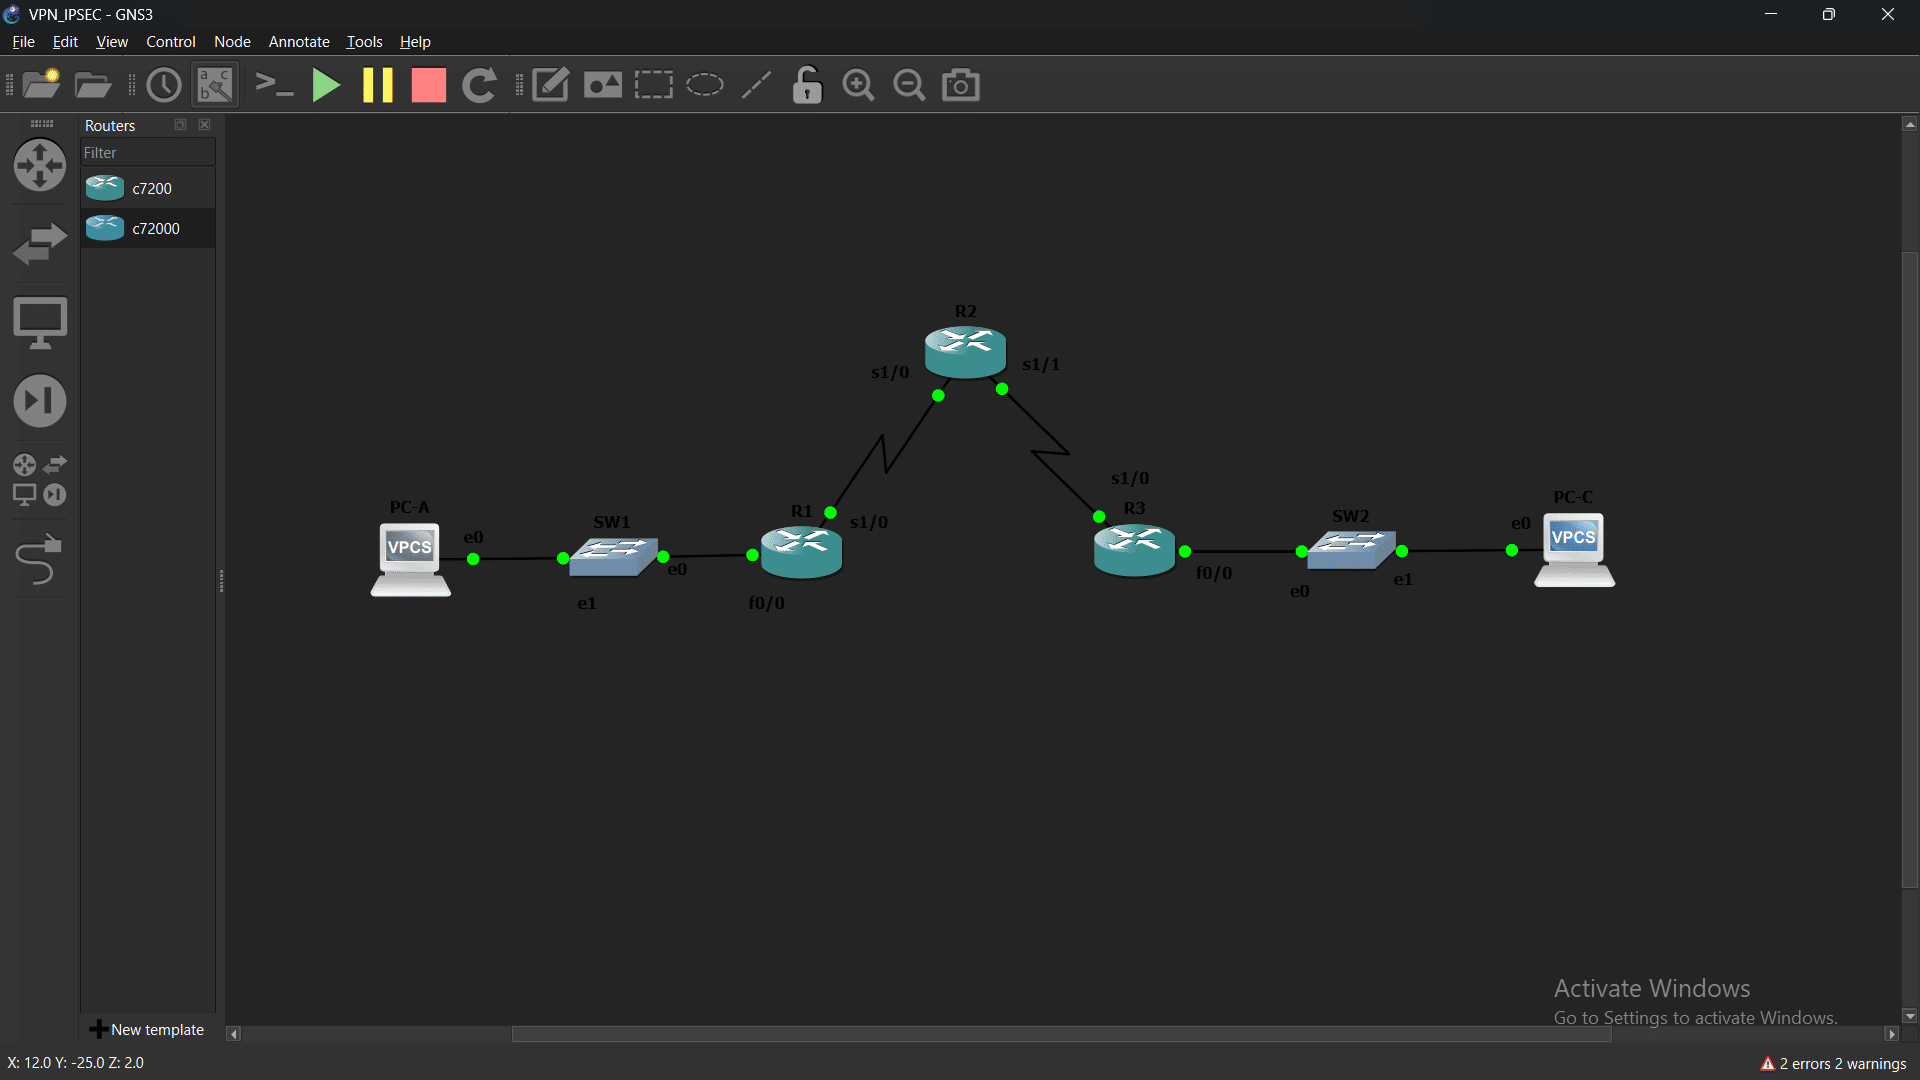 VPN_IPSEC - GNS3
File Edit View Control Node Annotate Tools Help
a c
b
Routers
Filter
c7200
c72000
R2
s1/0
s1/1
s1/0
PC-A
R1
R3
PC-C
SW1
s1/0
SW2
e0
VPCS
e0
VPCS
e0
f0/0
e1
e1
f0/0
e0
Activate Windows
Go to Settings to activate Windows.
New template
X: 12.0 Y: -25.0 Z: 2.0
2 errors 2 warnings